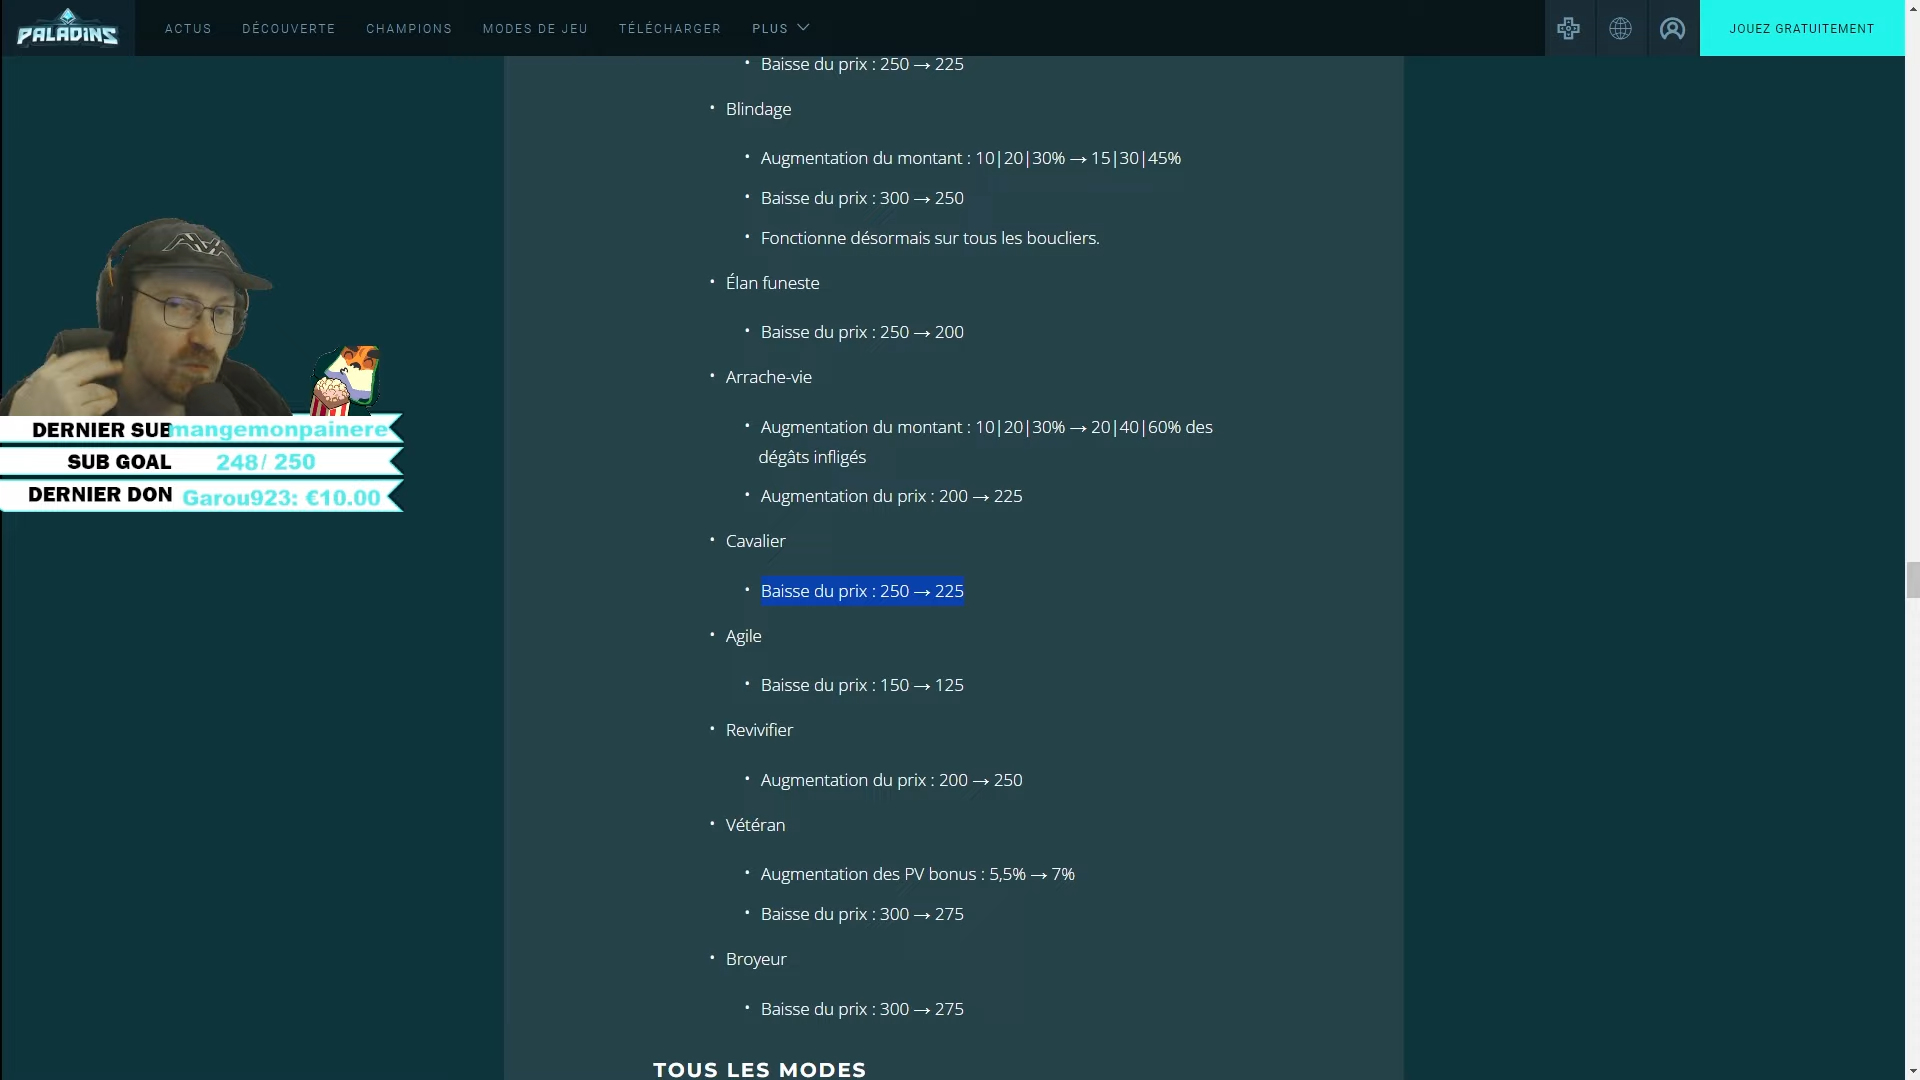 PALADINS
ACTUS
DÉCOUVERTE
CHAMPIONS
MODES DE JEU
TÉLÉCHARGER
PLUS
JOUEZ GRATUITEMENT
• Baisse du prix : 250 → 225
• Blindage
• Augmentation du montant : 10|20|30% → 15|30|45%
• Baisse du prix : 300 → 250
• Fonctionne désormais sur tous les boucliers.
• Élan funeste
• Baisse du prix : 250 → 200
• Arrache-vie
• Augmentation du montant : 10|20|30% → 20|40|60% des
dégâts infligés
• Augmentation du prix : 200 → 225
• Cavalier
• Baisse du prix : 250 → 225
• Agile
• Baisse du prix : 150 → 125
• Revivifier
• Augmentation du prix : 200 → 250
• Vétéran
• Augmentation des PV bonus : 5,5% → 7%
• Baisse du prix : 300 → 275
• Broyeur
• Baisse du prix : 300 → 275
TOUS LES MODES
DERNIER SUB mangemonpainere
SUB GOAL 248/ 250
DERNIER DON Garou923: €10.00